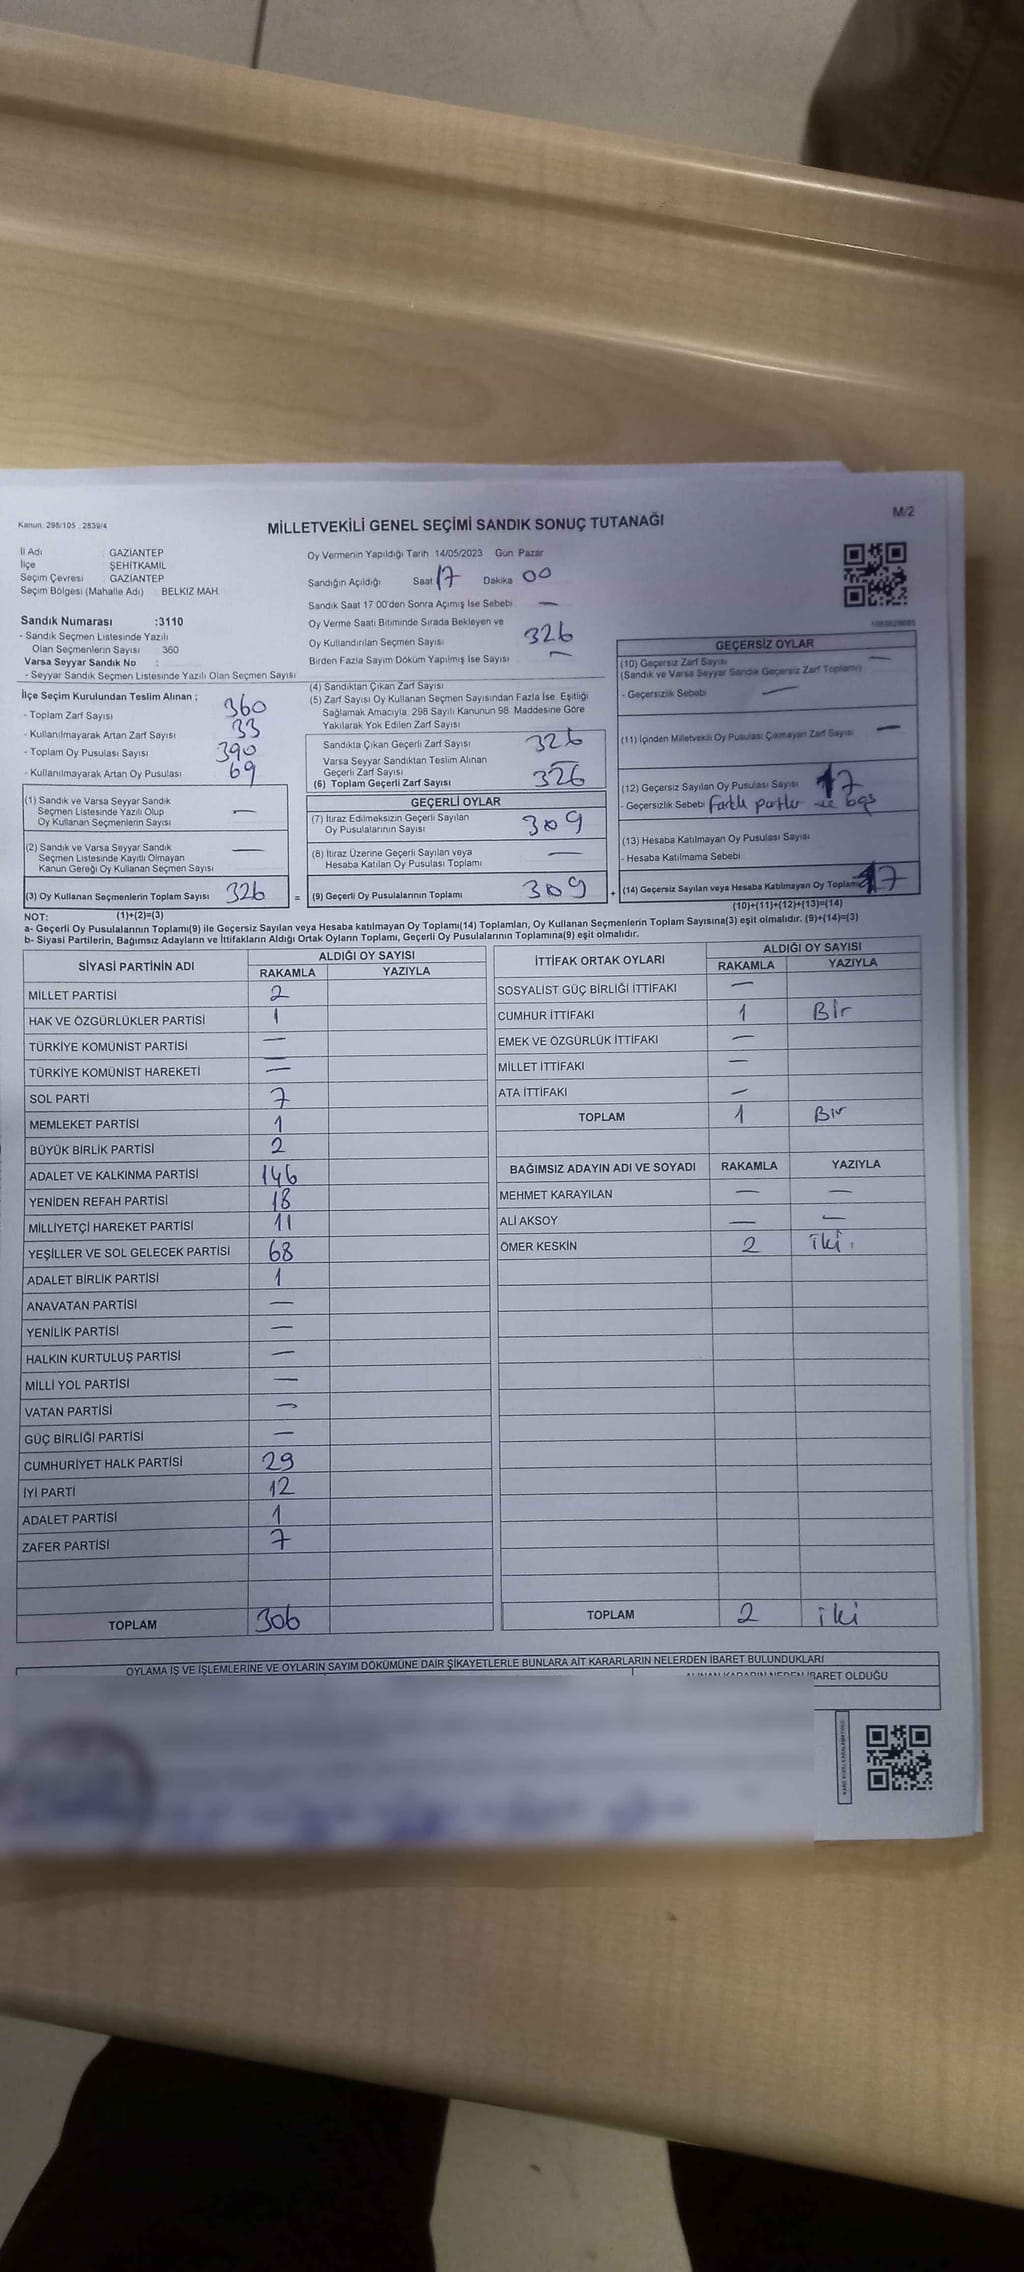 Kanun: 298/105 , 2839/4
MİLLETVEKİLİ GENEL SEÇİMİ SANDIK SONUÇ TUTANAĞI
M/2
İl Adı : GAZİANTEP
İlçe : ŞEHİTKAMİL
Seçim Çevresi : GAZİANTEP
Seçim Bölgesi (Mahalle Adı) : BELKIZ MAH.
Sandık Numarası :3110
- Sandık Seçmen Listesinde Yazılı
Olan Seçmenlerin Sayısı : 360
Varsa Seyyar Sandık No :
- Seyyar Sandık Seçmen Listesinde Yazılı Olan Seçmen Sayısı
İlçe Seçim Kurulundan Teslim Alınan ;
- Toplam Zarf Sayısı 360
- Kullanılmayarak Artan Zarf Sayısı 33
- Toplam Oy Pusulası Sayısı 390
- Kullanılmayarak Artan Oy Pusulası 69
(1) Sandık ve Varsa Seyyar Sandık
Seçmen Listesinde Yazılı Olup
Oy Kullanan Seçmenlerin Sayısı —
(2) Sandık ve Varsa Seyyar Sandık
Seçmen Listesinde Kayıtlı Olmayan
Kanun Gereği Oy Kullanan Seçmen Sayısı —
(3) Oy Kullanan Seçmenlerin Toplam Sayısı 326 =
Oy Vermenin Yapıldığı Tarih 14/05/2023 Gün Pazar
Sandığın Açıldığı Saat 17 Dakika 00
Sandık Saat 17:00'den Sonra Açımış İse Sebebi —
Oy Verme Saati Bitiminde Sırada Bekleyen ve
Oy Kullandırılan Seçmen Sayısı 326
Birden Fazla Sayım Döküm Yapılmış İse Sayısı —
(4) Sandıktan Çıkan Zarf Sayısı
(5) Zarf Sayısı Oy Kullanan Seçmen Sayısından Fazla İse, Eşitliği
Sağlamak Amacıyla, 298 Sayılı Kanunun 98. Maddesine Göre
Yakılarak Yok Edilen Zarf Sayısı —
Sandıkta Çıkan Geçerli Zarf Sayısı 326
Varsa Seyyar Sandıktan Teslim Alınan
Geçerli Zarf Sayısı —
(6) Toplam Geçerli Zarf Sayısı 326
GEÇERLİ OYLAR
(7) İtiraz Edilmeksizin Geçerli Sayılan
Oy Pusulalarının Sayısı 309
(8) İtiraz Üzerine Geçerli Sayılan veya
Hesaba Katılan Oy Pusulası Toplamı —
(9) Geçerli Oy Pusulalarının Toplamı 309 +
GEÇERSİZ OYLAR
(10) Geçersiz Zarf Sayısı —
(Sandık ve Varsa Seyyar Sandık Geçersiz Zarf Toplamı)
- Geçersizlik Sebebi —
(11) İçinden Milletvekili Oy Pusulası Çıkmayan Zarf Sayısı —
(12) Geçersiz Sayılan Oy Pusulası Sayısı 17
- Geçersizlik Sebebi
(13) Hesaba Katılmayan Oy Pusulası Sayısı
- Hesaba Katılmama Sebebi
(14) Geçersiz Sayılan veya Hesaba Katılmayan Oy Toplamı 17
(10)+(11)+(12)+(13)=(14)
NOT: (1)+(2)=(3)
a- Geçerli Oy Pusulalarının Toplamı(9) ile Geçersiz Sayılan veya Hesaba katılmayan Oy Toplamı(14) Toplamları, Oy Kullanan Seçmenlerin Toplam Sayısına(3) eşit olmalıdır. (9)+(14)=(3)
b- Siyasi Partilerin, Bağımsız Adayların ve İttifakların Aldığı Ortak Oyların Toplamı, Geçerli Oy Pusulalarının Toplamına(9) eşit olmalıdır.
SİYASİ PARTİNİN ADI ALDIĞI OY SAYISI
RAKAMLA YAZIYLA
MİLLET PARTİSİ 2
HAK VE ÖZGÜRLÜKLER PARTİSİ 1
TÜRKİYE KOMÜNİST PARTİSİ —
TÜRKİYE KOMÜNİST HAREKETİ —
SOL PARTİ 7
MEMLEKET PARTİSİ 1
BÜYÜK BİRLİK PARTİSİ 2
ADALET VE KALKINMA PARTİSİ 146
YENİDEN REFAH PARTİSİ 18
MİLLİYETÇİ HAREKET PARTİSİ 11
YEŞİLLER VE SOL GELECEK PARTİSİ 68
ADALET BİRLİK PARTİSİ 1
ANAVATAN PARTİSİ —
YENİLİK PARTİSİ —
HALKIN KURTULUŞ PARTİSİ —
MİLLİ YOL PARTİSİ —
VATAN PARTİSİ —
GÜÇ BİRLİĞİ PARTİSİ —
CUMHURİYET HALK PARTİSİ 29
İYİ PARTİ 12
ADALET PARTİSİ 1
ZAFER PARTİSİ 7
TOPLAM 306
İTTİFAK ORTAK OYLARI ALDIĞI OY SAYISI
RAKAMLA YAZIYLA
SOSYALİST GÜÇ BİRLİĞİ İTTİFAKI —
CUMHUR İTTİFAKI 1 Bir
EMEK VE ÖZGÜRLÜK İTTİFAKI —
MİLLET İTTİFAKI —
ATA İTTİFAKI —
TOPLAM 1 Bir
BAĞIMSIZ ADAYIN ADI VE SOYADI RAKAMLA YAZIYLA
MEHMET KARAYILAN — —
ALİ AKSOY — —
ÖMER KESKİN 2 iki
TOPLAM 2 iki
OYLAMA İŞ VE İŞLEMLERİNE VE OYLARIN SAYIM DÖKÜMÜNE DAİR ŞİKAYETLERLE BUNLARA AİT KARARLARIN NELERDEN İBARET BULUNDUKLARI
ALINAN KARARIN NEDEN İBARET OLDUĞU